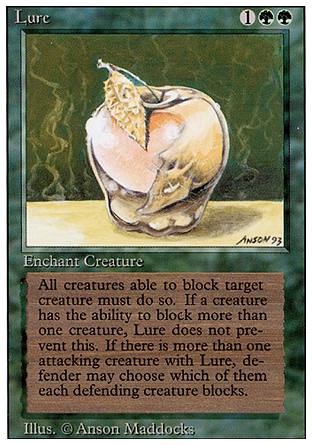 Lure 1
ANSON 93
Enchant Creature
All creatures able to block target
creature must do so. If a creature
has the ability to block more than
one creature, Lure does not pre-
vent this. If there is more than one
attacking creature with Lure, de-
fender may choose which of them
each defending creature blocks.
Illus. © Anson Maddocks